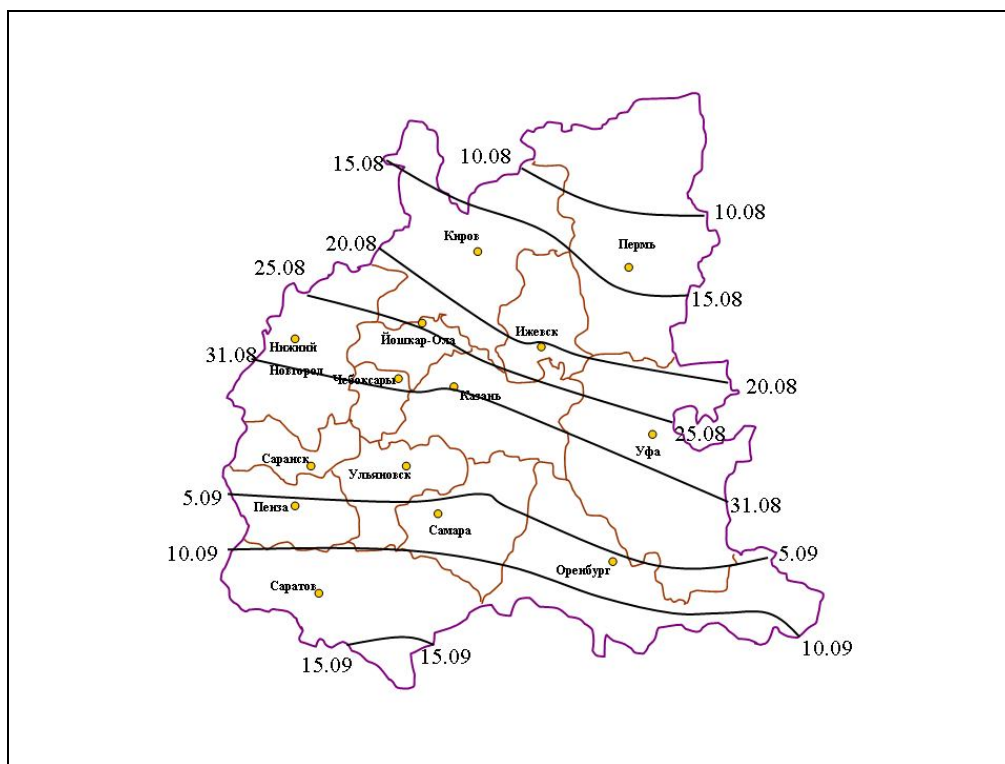 10.08
15.08
10.08
Киров
Пермь
20.08
25.08
15.08
Ижевск
Йошкар-Ола
Нижний
31.08
Новгород
Чебоксары
20.08
Казань
25.08
Уфа
Саранск
Ульяновск
5.09
31.08
Пенза
Самара
10.09
5.09
Оренбург
Саратов
10.09
15.09
15.09